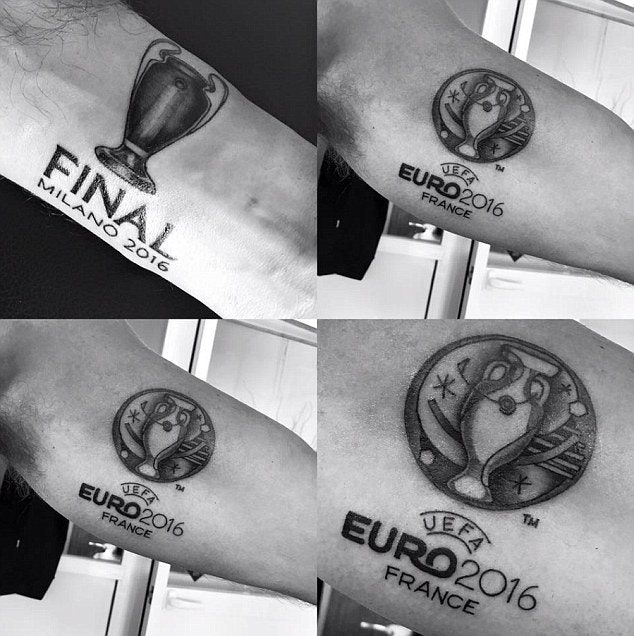 FINAL
MILANO 2016
TM
UEFA
EURO2016
FRANCE
TM
UEFA
EURO2016
FRANCE
TM
UEFA
EURO2016
FRANCE